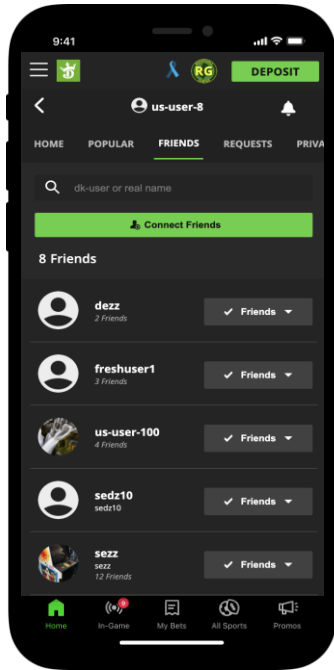 9:41
RG
DEPOSIT
us-user-8
HOME POPULAR FRIENDS REQUESTS PRIVA
dk-user or real name
Connect Friends
8 Friends
dezz
2 Friends
Friends
freshuser1
3 Friends
Friends
us-user-100
4 Friends
Friends
sedz10
sedz10
Friends
sezz
sezz
12 Friends
Friends
9
Home In-Game My Bets All Sports Promos